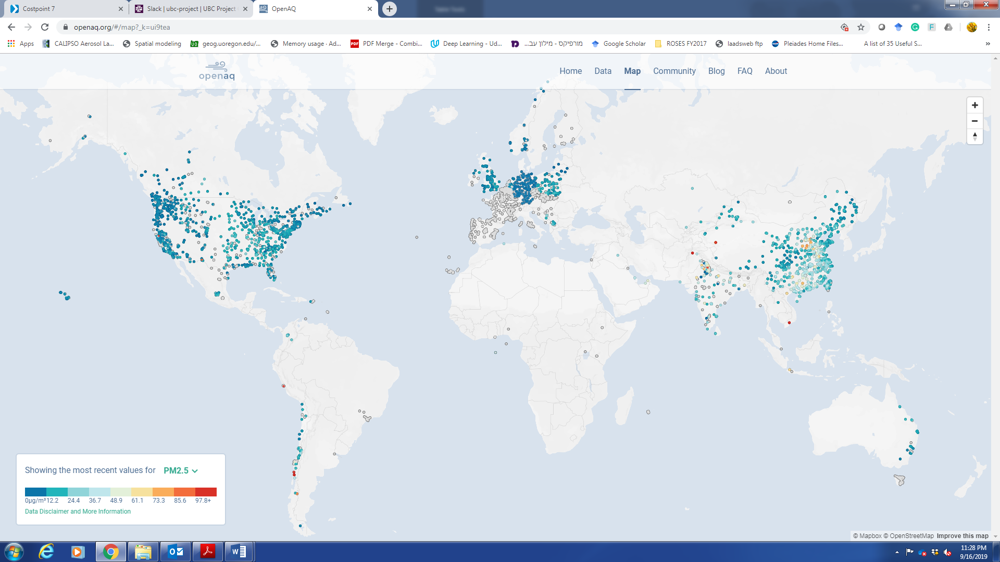 Costpoint 7
Slack | ubc-project | UBC Project
OpenAQ
openaq.org/#/map?_k=ui9tea
Apps
CALIPSO Aerosol La...
Spatial modeling
geog.uoregon.edu/...
Memory usage · Ad...
PDF Merge - Combi...
Deep Learning - Ud...
מורפיקס - מילון עב...
Google Scholar
ROSES FY2017
laadsweb ftp
Pleiades Home Files...
A list of 35 Useful S...
openaq
Home Data Map Community Blog FAQ About
Showing the most recent values for PM2.5
0µg/m³ 12.2 24.4 36.7 48.9 61.1 73.3 85.6 97.8+
Data Disclaimer and More Information
© Mapbox © OpenStreetMap Improve this map
11:28 PM
9/16/2019